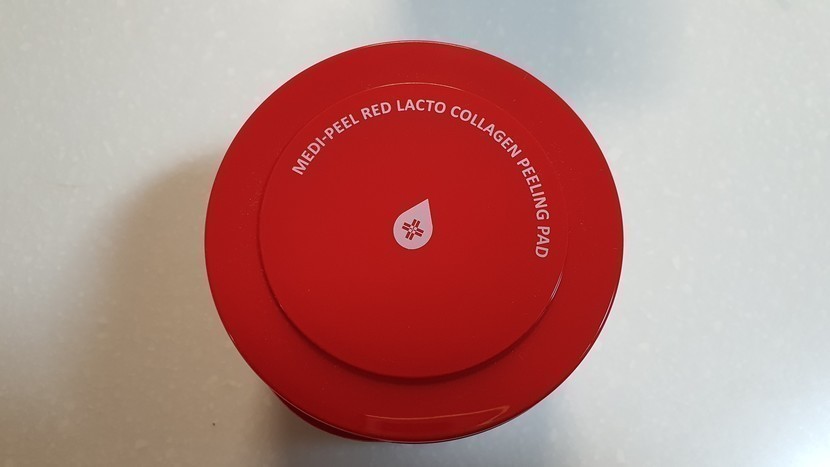 MEDI-PEEL RED LACTO COLLAGEN PEELING PAD